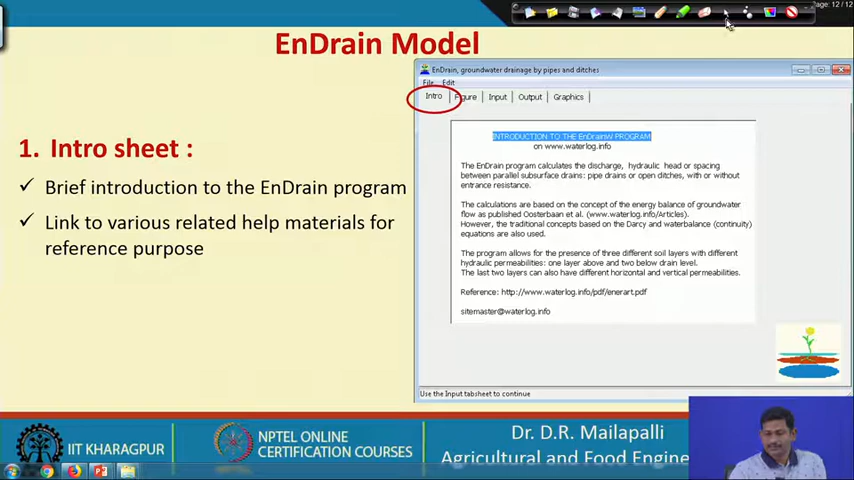 Page: 12 / 12
EnDrain Model
EnDrain, groundwater drainage by pipes and ditches
File Edit
Intro Figure Input Output Graphics
1. Intro sheet :
✓ Brief introduction to the EnDrain program
✓ Link to various related help materials for
reference purpose
INTRODUCTION TO THE EnDrainW PROGRAM
on www.waterlog.info
The EnDrain program calculates the discharge, hydraulic head or spacing
between parallel subsurface drains: pipe drains or open ditches, with or without
entrance resistance.
The calculations are based on the concept of the energy balance of groundwater
flow as published Oosterbaan et al. (www.waterlog.info/Articles).
However, the traditional concepts based on the Darcy and waterbalance (continuity)
equations are also used.
The program allows for the presence of three different soil layers with different
hydraulic permeabilities: one layer above and two below drain level.
The last two layers can also have different horizontal and vertical permeabilities.
Reference: http://www.waterlog.info/pdf/enerart.pdf
sitemaster@waterlog.info
Use the Input tabsheet to continue
IIT KHARAGPUR
NPTEL ONLINE
CERTIFICATION COURSES
Dr. D.R. Mailapalli
Agricultural and Food Engine